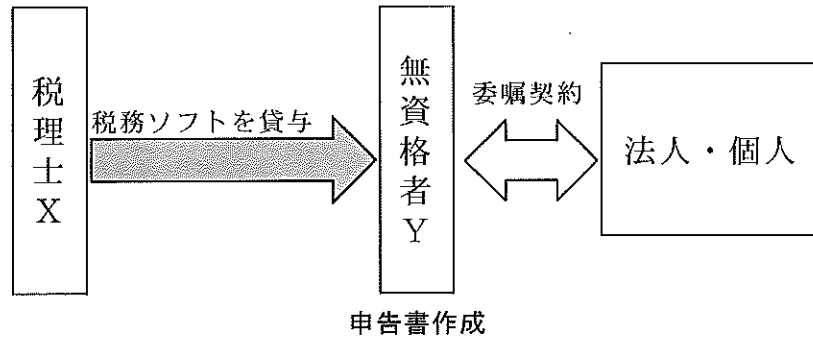 税理士X
税務ソフトを貸与
無資格者Y
委嘱契約
法人・個人
申告書作成